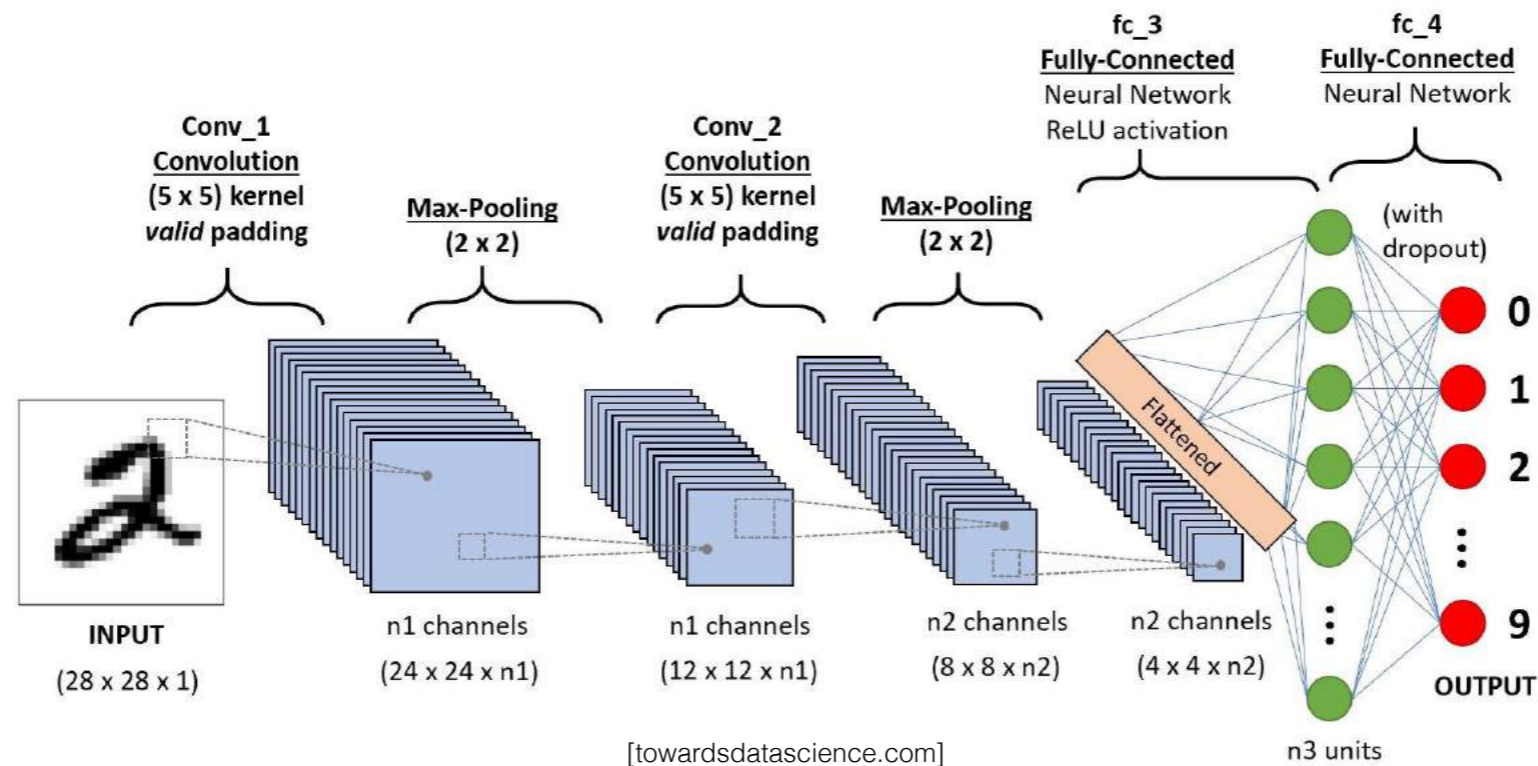 Conv_1
Convolution
(5 x 5) kernel
valid padding
Max-Pooling
(2 x 2)
Conv_2
Convolution
(5 x 5) kernel
valid padding
Max-Pooling
(2 x 2)
fc_3
Fully-Connected
Neural Network
ReLU activation
fc_4
Fully-Connected
Neural Network
(with
dropout)
Flattened
0
1
2
9
OUTPUT
INPUT
(28 x 28 x 1)
n1 channels
(24 x 24 x n1)
n1 channels
(12 x 12 x n1)
n2 channels
(8 x 8 x n2)
n2 channels
(4 x 4 x n2)
n3 units
[towardsdatascience.com]